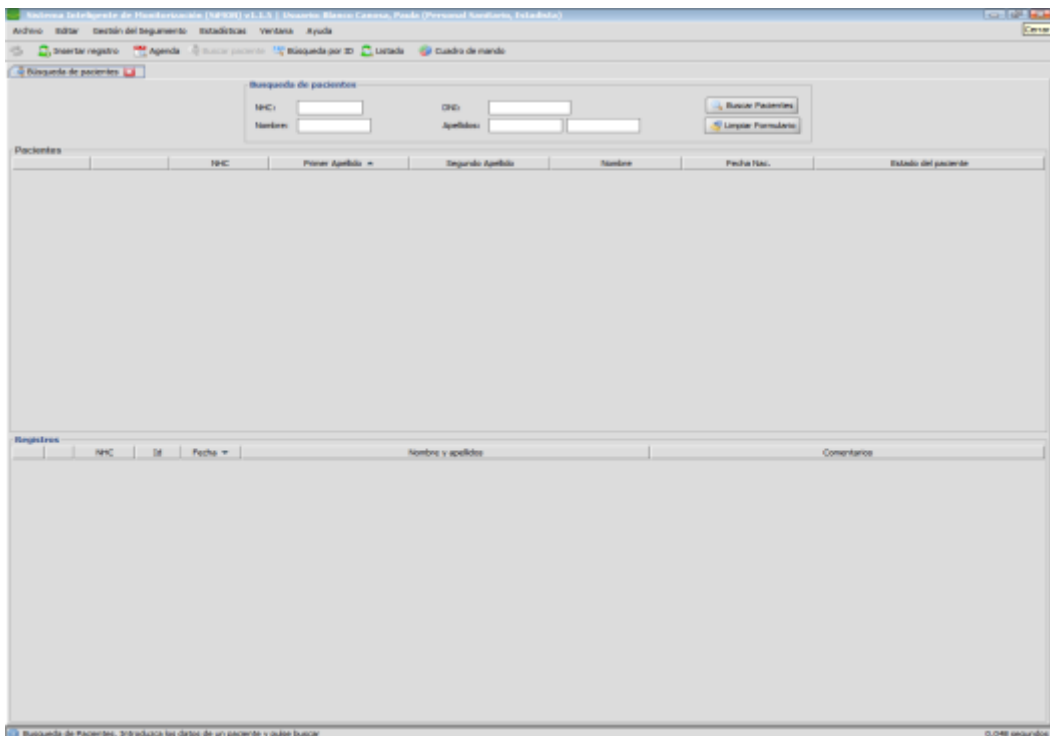 Sistema Inteligente de Monitorización (SiMON) v1.1.5 | Usuario: Blanco Canosa, Paula (Personal Sanitario, Estadista)
Archivo Editar Gestión del Seguimiento Estadísticas Ventana Ayuda
Cerrar
Insertar registro Agenda Buscar paciente Búsqueda por ID Listado Cuadro de mando
Búsqueda de pacientes
Busqueda de pacientes
NHC: DNI: Buscar Pacientes
Nombre: Apellidos: Limpiar Formulario
Pacientes
NHC Primer Apellido Segundo Apellido Nombre Fecha Nac. Estado del paciente
Registros
NHC Id Fecha Nombre y apellidos Comentarios
Busqueda de Pacientes. Introduzca los datos de un paciente y pulse buscar 0,048 segundos